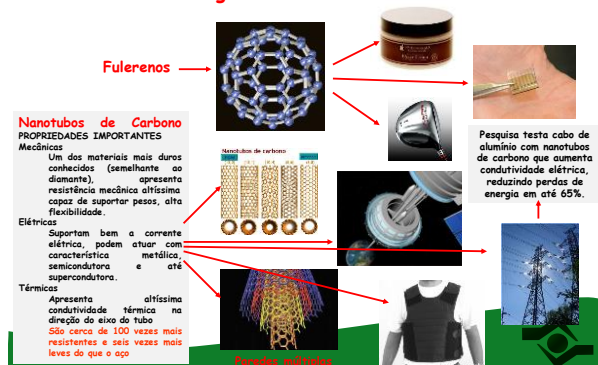 Fulerenos
Nanotubos de Carbono
PROPRIEDADES IMPORTANTES
Mecânicas
Um dos materiais mais duros
conhecidos (semelhante ao
diamante), apresenta
resistência mecânica altíssima
capaz de suportar pesos, alta
flexibilidade.
Elétricas
Suportam bem a corrente
elétrica, podem atuar com
característica metálica,
semicondutora e até
supercondutora.
Térmicas
Apresenta altíssima
condutividade térmica na
direção do eixo do tubo
São cerca de 100 vezes mais
resistentes e seis vezes mais
leves do que o aço
Nanotubos de carbono
Paredes múltiplas
Pesquisa testa cabo de
alumínio com nanotubos
de carbono que aumenta
condutividade elétrica,
reduzindo perdas de
energia em até 65%.